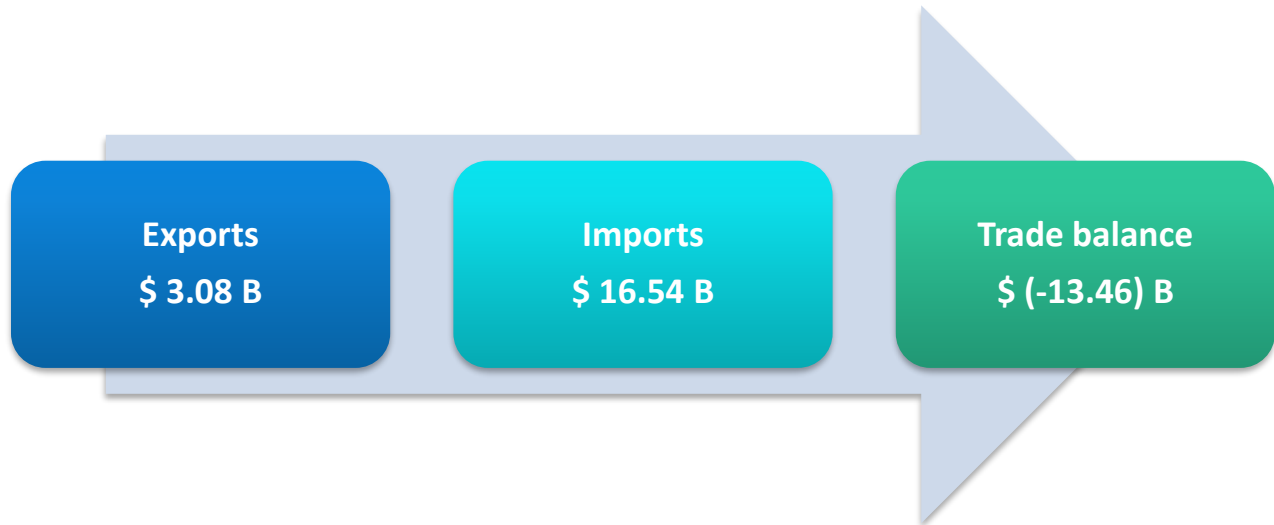 Exports
$ 3.08 B
Imports
$ 16.54 B
Trade balance
$ (-13.46) B